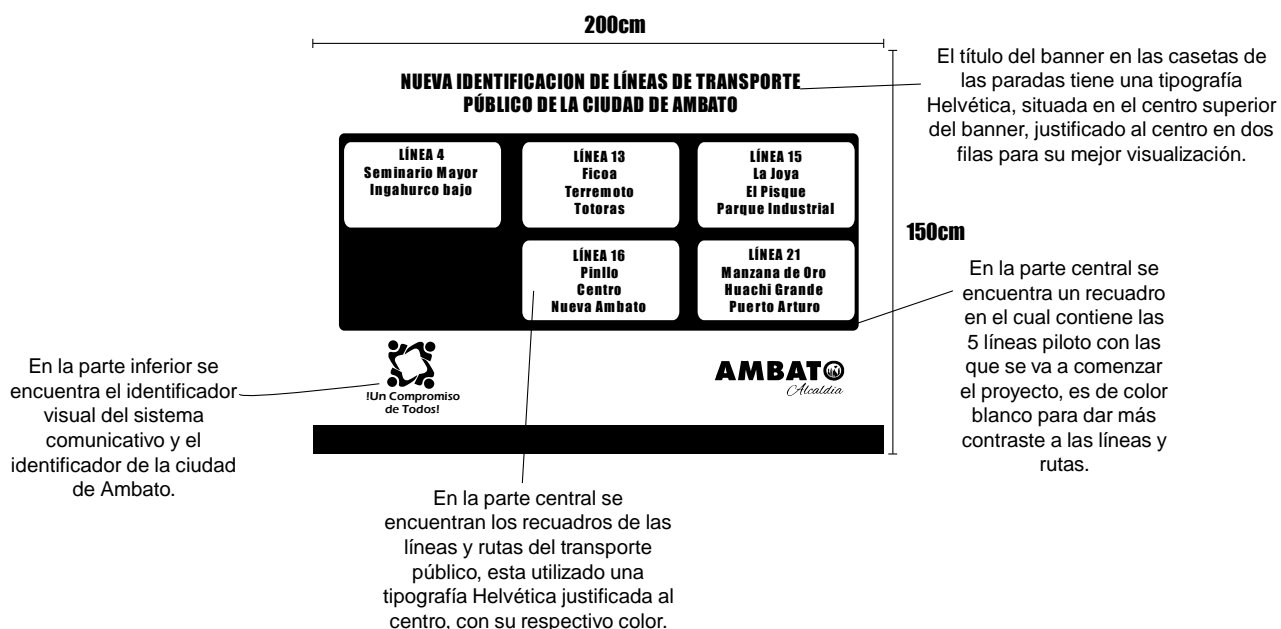 200cm
NUEVA IDENTIFICACION DE LÍNEAS DE TRANSPORTE
PÚBLICO DE LA CIUDAD DE AMBATO
El título del banner en las casetas de
las paradas tiene una tipografía
Helvética, situada en el centro superior
del banner, justificado al centro en dos
filas para su mejor visualización.
LÍNEA 4
Seminario Mayor
Ingahurco bajo
LÍNEA 13
Ficoa
Terremoto
Totoras
LÍNEA 15
La Joya
El Pisque
Parque Industrial
150cm
LÍNEA 16
Pinllo
Centro
Nueva Ambato
LÍNEA 21
Manzana de Oro
Huachi Grande
Puerto Arturo
En la parte central se
encuentra un recuadro
en el cual contiene las
5 líneas piloto con las
que se va a comenzar
el proyecto, es de color
blanco para dar más
contraste a las líneas y
rutas.
En la parte inferior se
encuentra el identificador
visual del sistema
comunicativo y el
identificador de la ciudad
de Ambato.
!Un Compromiso
de Todos!
AMBATO
Alcaldía
En la parte central se
encuentran los recuadros de las
líneas y rutas del transporte
público, esta utilizado una
tipografía Helvética justificada al
centro, con su respectivo color.